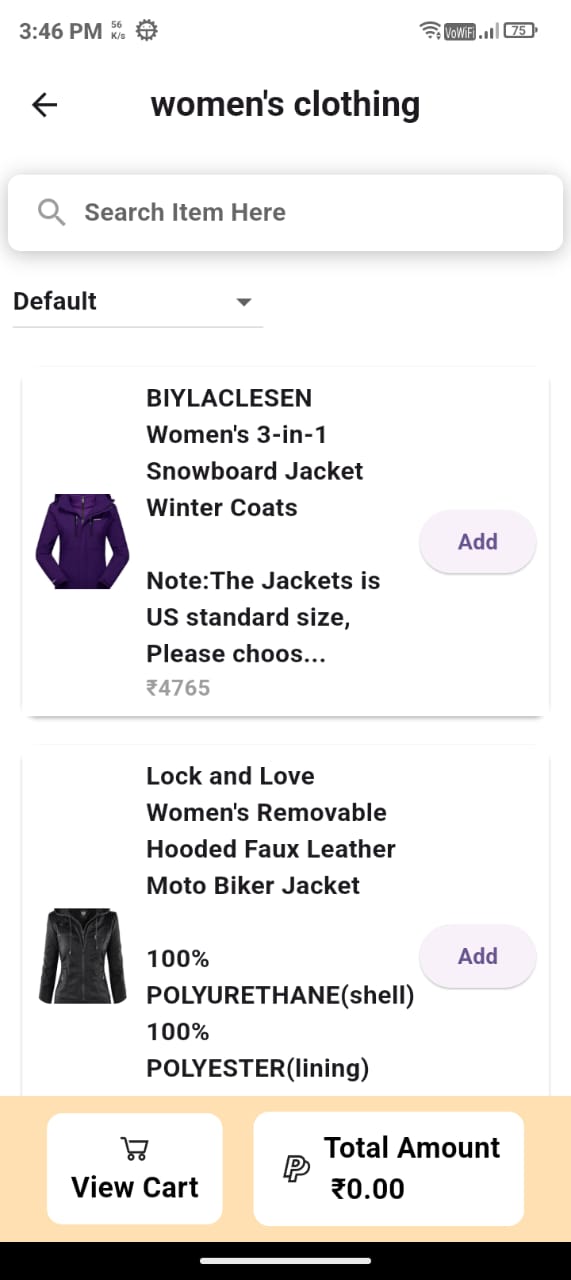 3:46 PM 56 K/s VoWiFi 75
women's clothing
Search Item Here
Default
BIYLACLESEN
Women's 3-in-1
Snowboard Jacket
Winter Coats
Add
Note:The Jackets is
US standard size,
Please choos...
₹4765
Lock and Love
Women's Removable
Hooded Faux Leather
Moto Biker Jacket
Add
100%
POLYURETHANE(shell)
100%
POLYESTER(lining)
View Cart
Total Amount
₹0.00